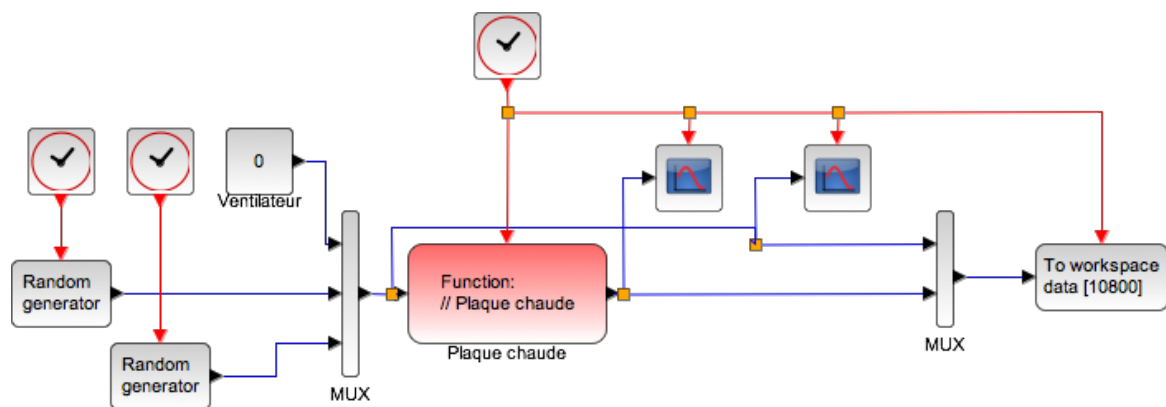 0
Ventilateur
Random
generator
Random
generator
MUX
Function:
// Plaque chaude
Plaque chaude
MUX
To workspace
data [10800]